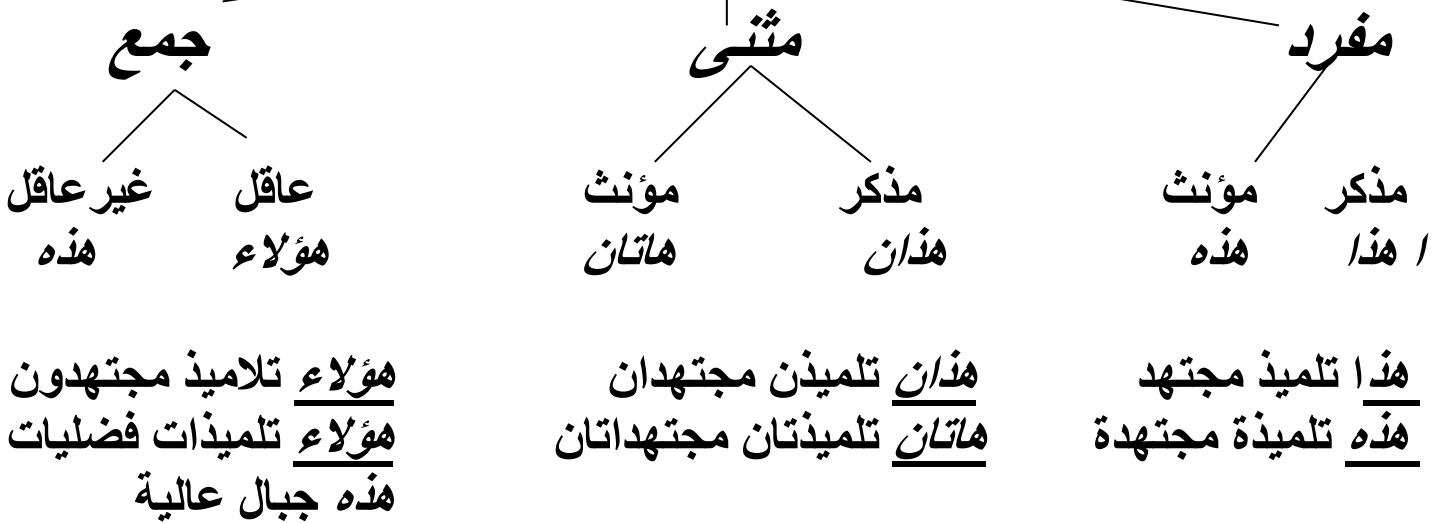 مفرد مثنى جمع
مذكر مؤنث مذكر مؤنث عاقل غير عاقل
ا هذا هذه هذان هاتان هؤلاء هذه
هذا تلميذ مجتهد هذان تلميذن مجتهدان هؤلاء تلاميذ مجتهدون
هذه تلميذة مجتهدة هاتان تلميذتان مجتهداتان هؤلاء تلميذات فضليات
هذه جبال عالية